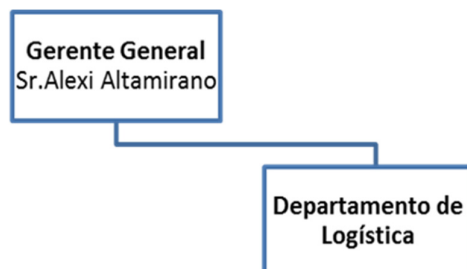 Gerente General
Sr.Alexi Altamirano
Departamento de
Logística